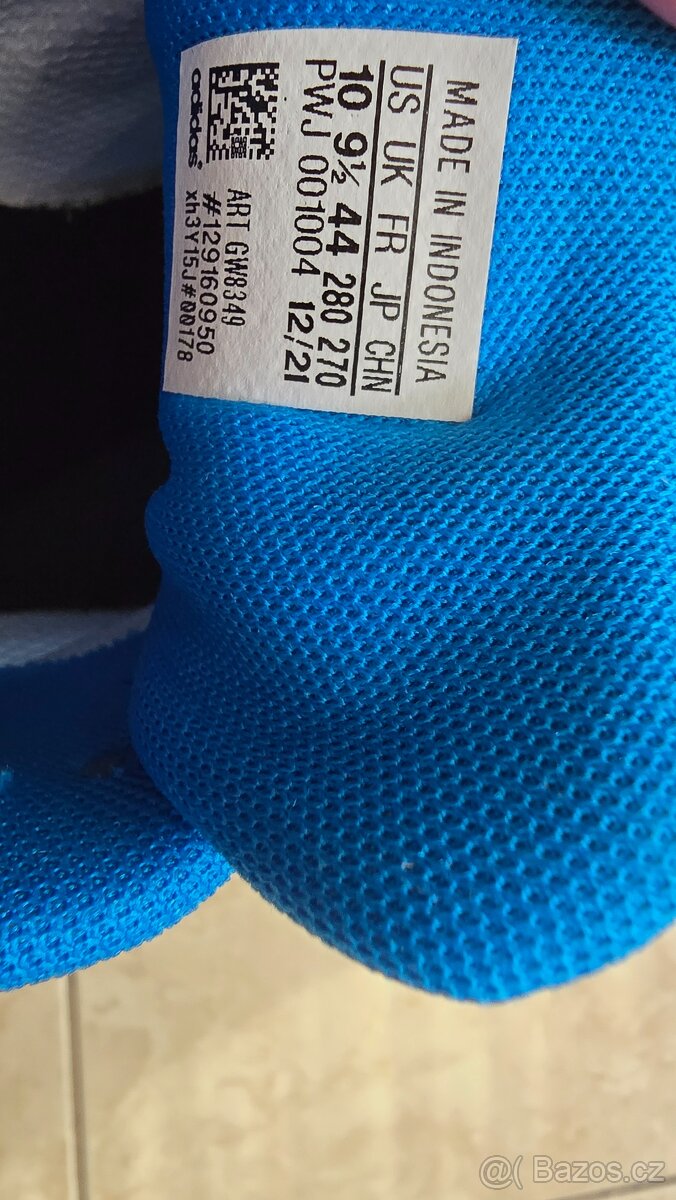 MADE IN INDONESIA
US UK FR JP CHN
10 9½ 44 280 270
PWJ 001004 12/21
ART GW8349
#129160950
xh3Y15J#00178
adidas
@( Bazos.cz